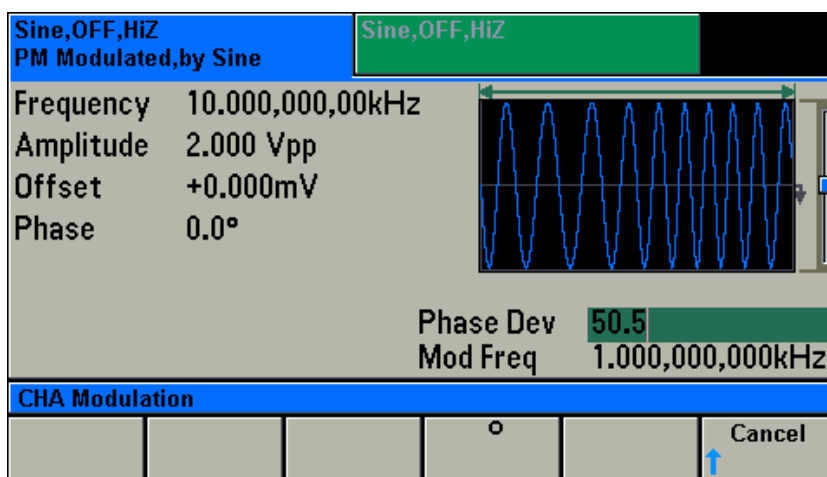 Sine,OFF,HiZ
PM Modulated,by Sine
Sine,OFF,HiZ
Frequency 10.000,000,00kHz
Amplitude 2.000 Vpp
Offset +0.000mV
Phase 0.0°
Phase Dev 50.5
Mod Freq 1.000,000,000kHz
CHA Modulation
° Cancel